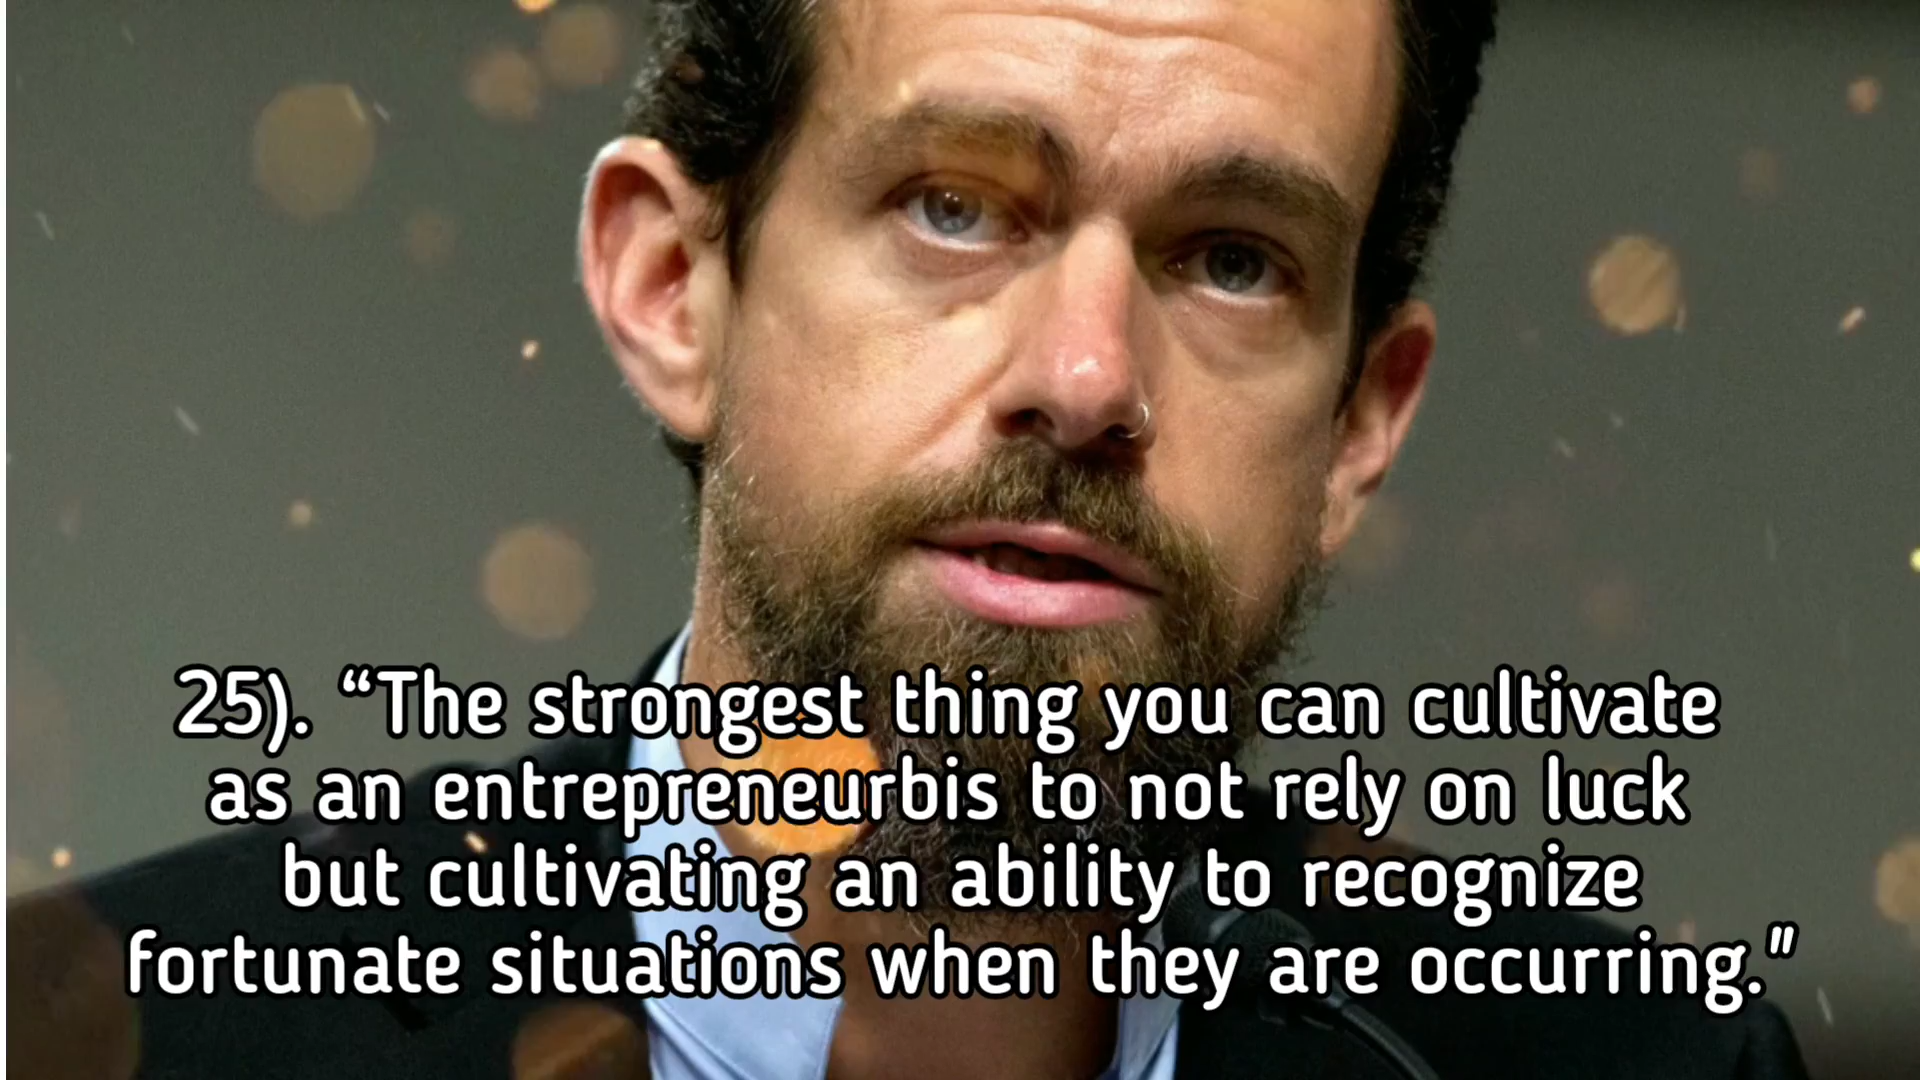 25). “The strongest thing you can cultivate
as an entrepreneurbis to not rely on luck
but cultivating an ability to recognize
fortunate situations when they are occurring."